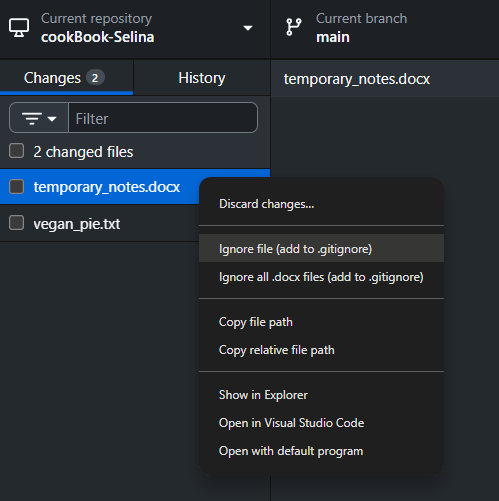 Current repository
cookBook-Selina
Current branch
main
Changes 2
History
temporary_notes.docx
Filter
2 changed files
temporary_notes.docx
vegan_pie.txt
Discard changes...
Ignore file (add to .gitignore)
Ignore all .docx files (add to .gitignore)
Copy file path
Copy relative file path
Show in Explorer
Open in Visual Studio Code
Open with default program